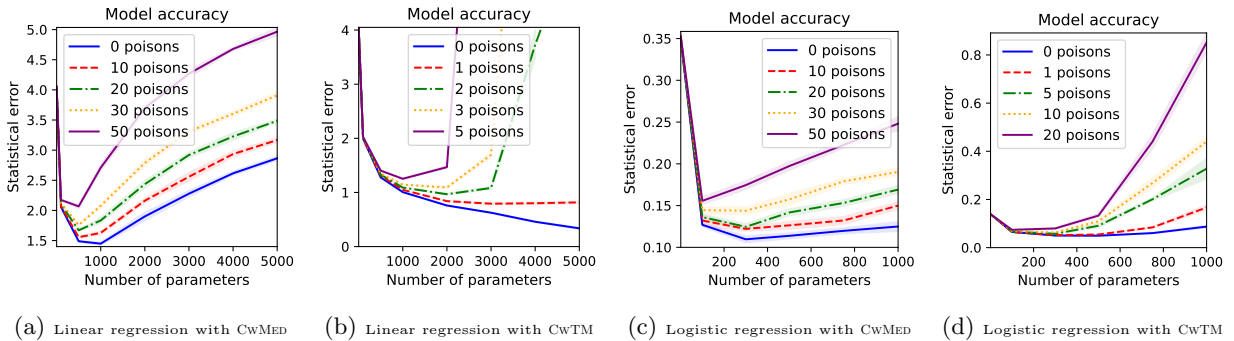 Model accuracy
Statistical error
5.0
4.5
4.0
3.5
3.0
2.5
2.0
1.5
0 poisons
10 poisons
20 poisons
30 poisons
50 poisons
0 1000 2000 3000 4000 5000
Number of parameters
(a) Linear regression with CwMed
Model accuracy
Statistical error
4
3
2
1
0
0 poisons
1 poisons
2 poisons
3 poisons
5 poisons
0 1000 2000 3000 4000 5000
Number of parameters
(b) Linear regression with CwTM
Model accuracy
Statistical error
0.35
0.30
0.25
0.20
0.15
0.10
0 poisons
10 poisons
20 poisons
30 poisons
50 poisons
200 400 600 800 1000
Number of parameters
(c) Logistic regression with CwMed
Model accuracy
Statistical error
0.8
0.6
0.4
0.2
0.0
0 poisons
1 poisons
5 poisons
10 poisons
20 poisons
200 400 600 800 1000
Number of parameters
(d) Logistic regression with CwTM